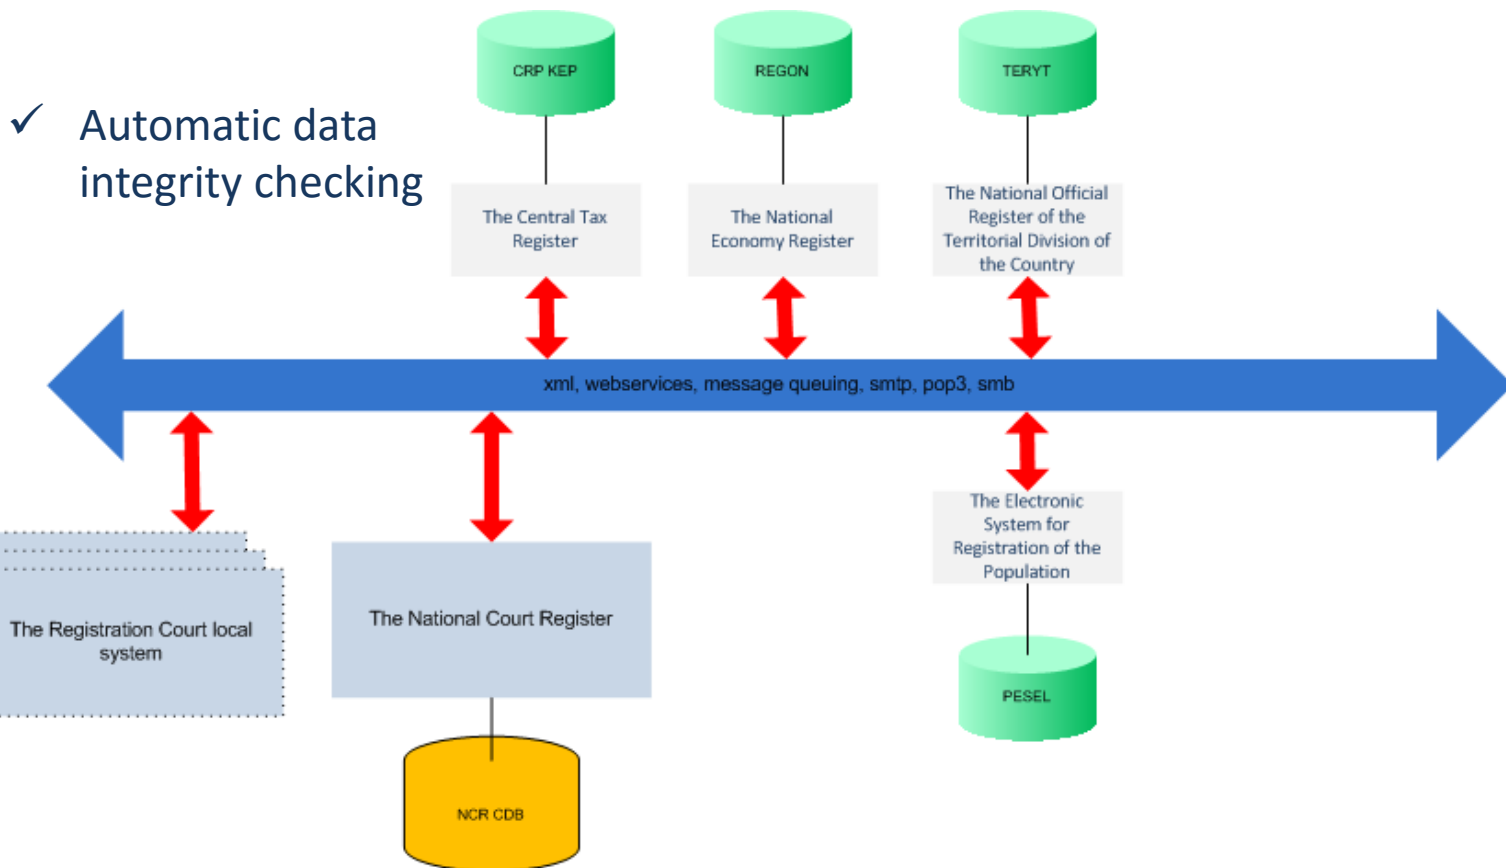 CRP KEP
REGON
TERYT
✓ Automatic data
integrity checking
The Central Tax
Register
The National
Economy Register
The National Official
Register of the
Territorial Division of
the Country
xml, webservices, message queuing, smtp, pop3, smb
The Registration Court local
system
The National Court Register
The Electronic
System for
Registration of the
Population
PESEL
NCR CDB